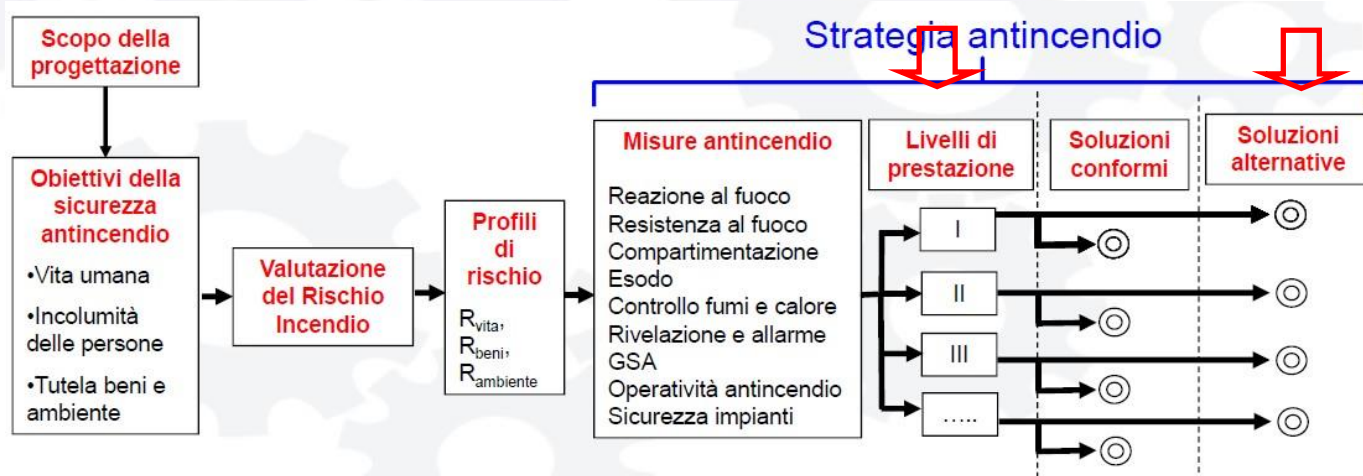 Strategia antincendio
Scopo della
progettazione
Obiettivi della
sicurezza
antincendio
•Vita umana
•Incolumità
delle persone
•Tutela beni e
ambiente
Valutazione
del Rischio
Incendio
Profili
di
rischio
Rvita,
Rbeni,
Rambiente
Misure antincendio
Reazione al fuoco
Resistenza al fuoco
Compartimentazione
Esodo
Controllo fumi e calore
Rivelazione e allarme
GSA
Operatività antincendio
Sicurezza impianti
Livelli di
prestazione
I
II
III
…..
Soluzioni
conformi
Soluzioni
alternative